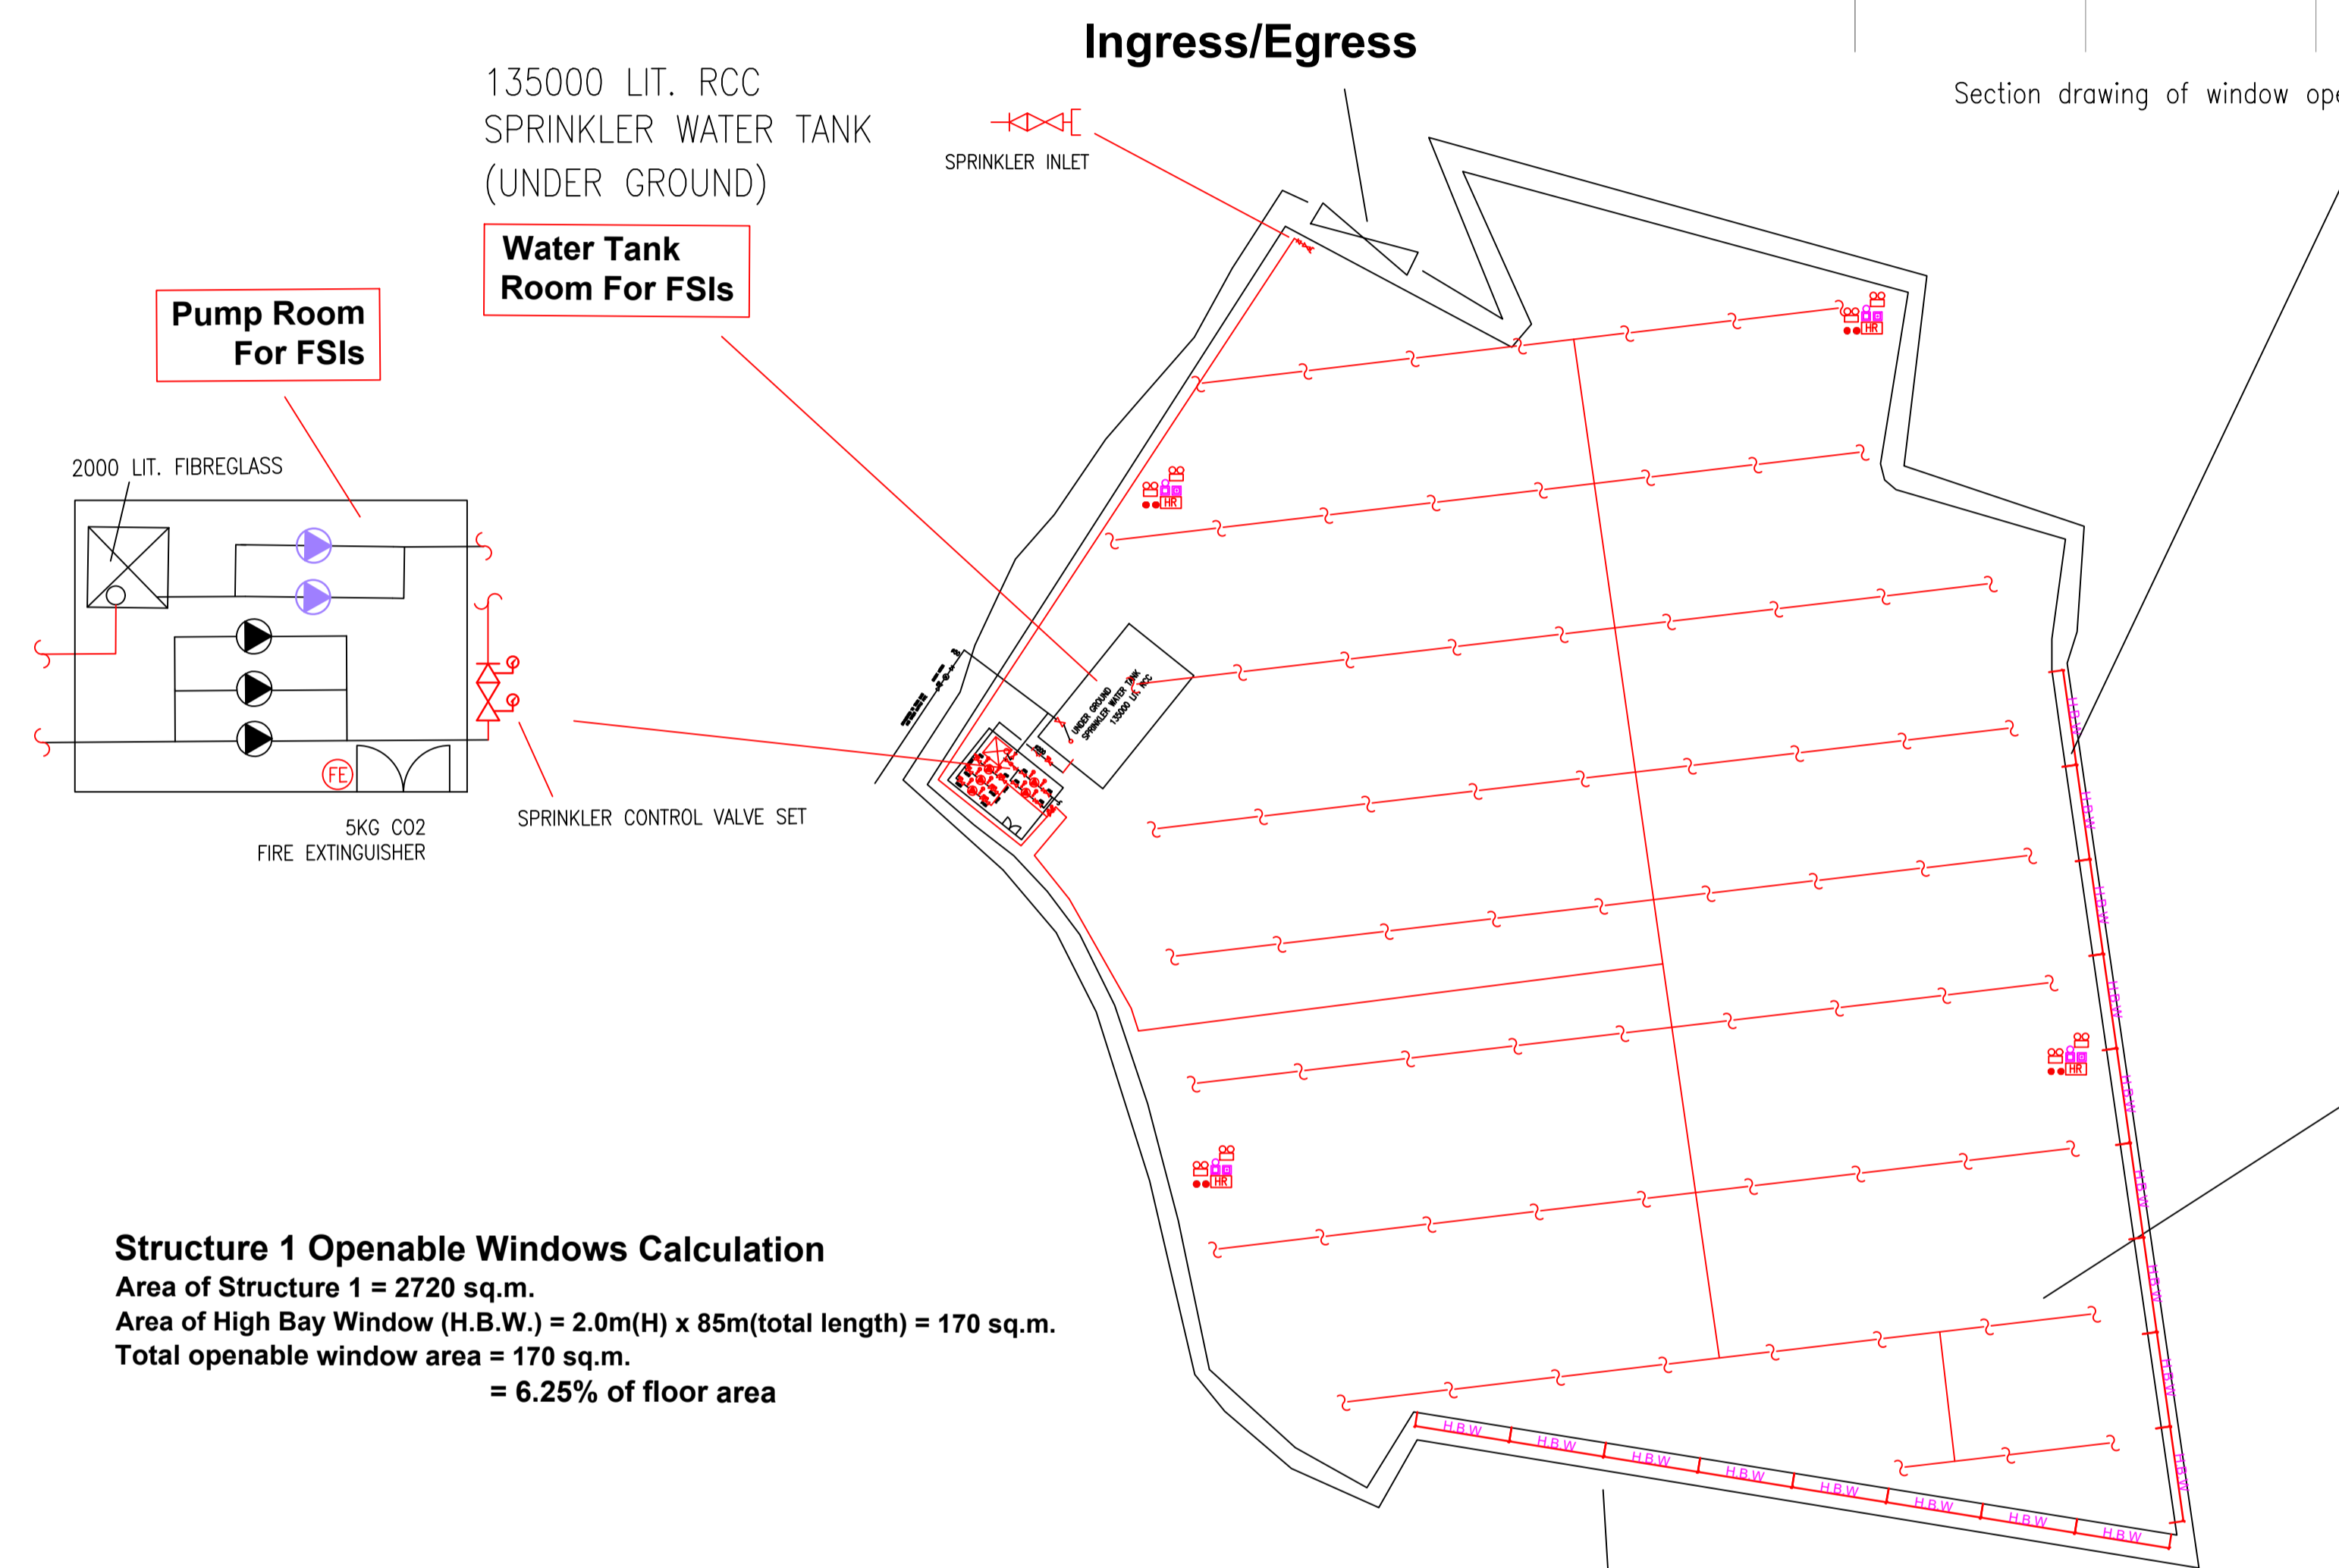 Ingress/Egress
135000 LIT. RCC
SPRINKLER WATER TANK
(UNDER GROUND)
SPRINKLER INLET
Section drawing of window
Water Tank
Room For FSIs
Pump Room
For FSIs
HR
HR
2000 LIT. FIBREGLASS
UNDER GROUND
SPRINKLER WATER TANK
135000 LIT. RCC
FE
5KG CO2
FIRE EXTINGUISHER
SPRINKLER CONTROL VALVE SET
H.B.W
H.B.W
H.B.W
H.B.W
H.B.W
H.B.W
H.B.W
H.B.W
H.B.W
HR
HR
Structure 1 Openable Windows Calculation
Area of Structure 1 = 2720 sq.m.
Area of High Bay Window (H.B.W.) = 2.0m(H) x 85m(total length) = 170 sq.m.
Total openable window area = 170 sq.m.
= 6.25% of floor area
H.B.W
H.B.W
H.B.W
H.B.W
H.B.W
H.B.W
H.B.W
H.B.W